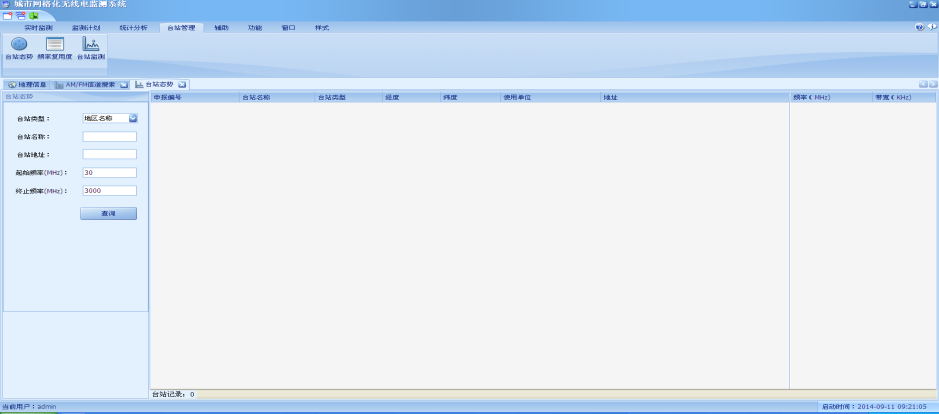 城市网格化无线电监测系统
实时监测 监测计划 统计分析 台站管理 辅助 功能 窗口 样式
台站态势 频率复用度 台站监测
地理信息 AM/FM信道搜索 台站态势
台站态势
申报编号 台站名称 台站类型 经度 纬度 使用单位 地址 频率(MHz) 带宽(KHz)
台站类型： 地区名称
台站名称：
台站地址：
起始频率(MHz)： 30
终止频率(MHz)： 3000
查询
台站记录：0
当前用户：admin 启动时间：2014-09-11 09:21:05